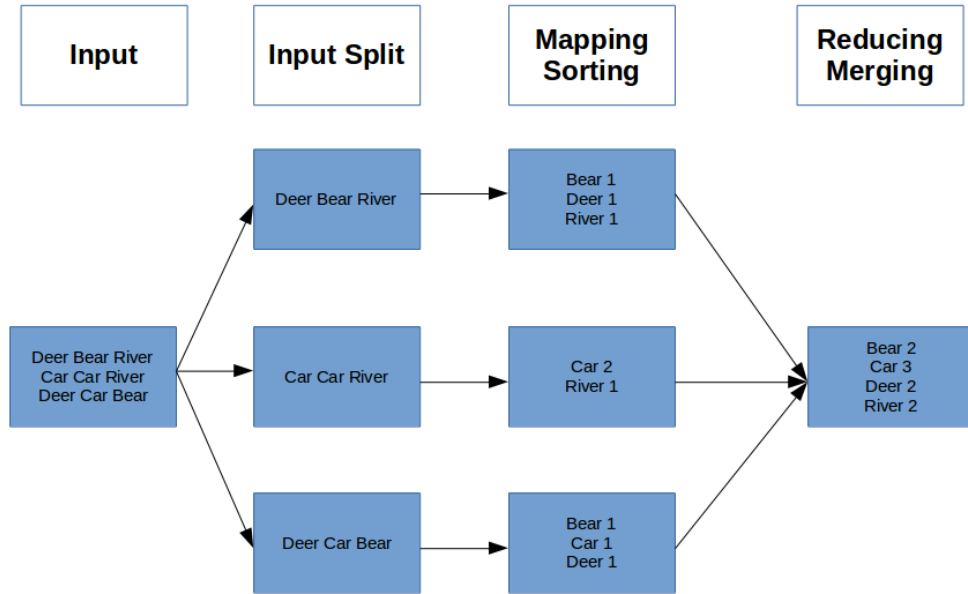 Input
Input Split
Mapping
Sorting
Reducing
Merging
Deer Bear River
Car Car River
Deer Car Bear
Deer Bear River
Car Car River
Deer Car Bear
Bear 1
Deer 1
River 1
Car 2
River 1
Bear 1
Car 1
Deer 1
Bear 2
Car 3
Deer 2
River 2